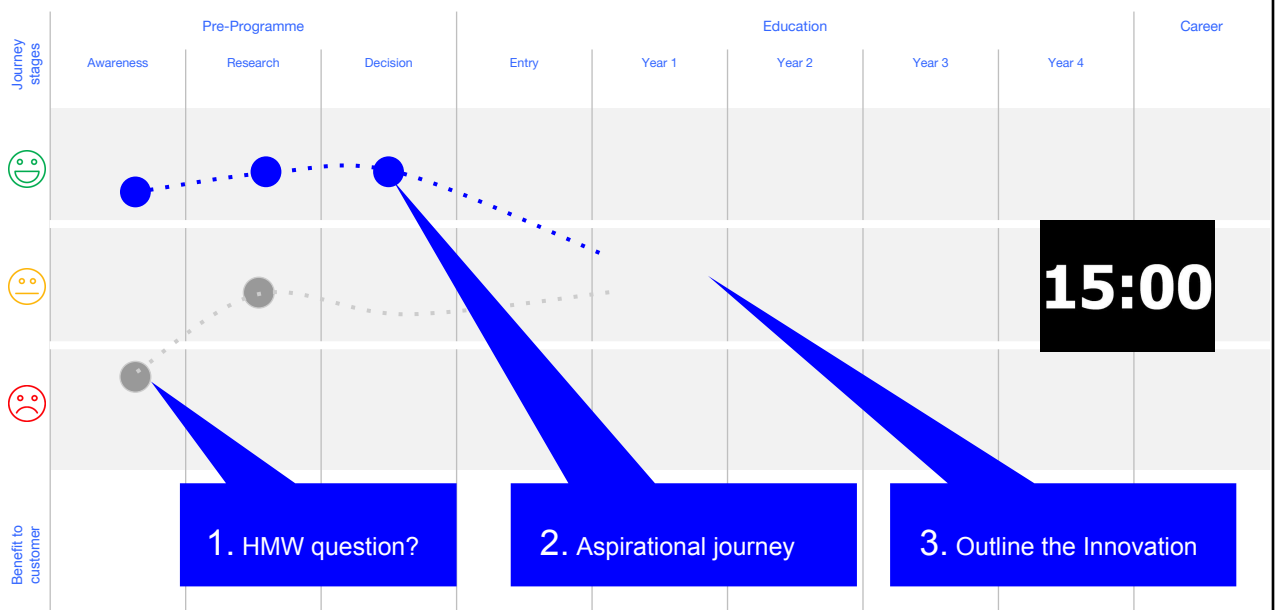 Journey
stages
Pre-Programme
Education
Career
Awareness
Research
Decision
Entry
Year 1
Year 2
Year 3
Year 4
15:00
Benefit to
customer
1. HMW question?
2. Aspirational journey
3. Outline the Innovation